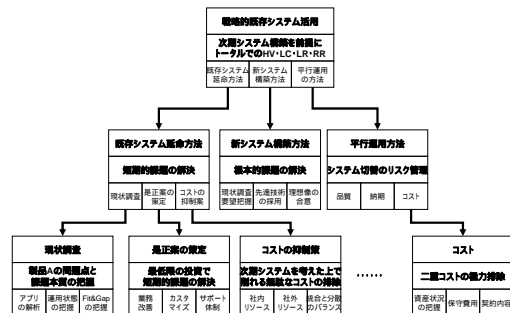 戦略的既存システム活用
次期システム構築を前提に
トータルでのHV・LC・LR・RR
既存システム
延命方法
新システム
構築方法
平行運用
の方法
既存システム延命方法
短期的課題の解決
現状調査
是正案の
策定
コストの
抑制案
新システム構築方法
根本的課題の解決
現状調査
要望把握
先進技術
の採用
理想像の
合意
平行運用方法
システム切替のリスク管理
品質
納期
コスト
現状調査
製品Aの問題点と
課題本質の把握
アプリ
の解析
運用状態
の把握
Fit&Gap
の把握
是正案の策定
最低限の投資で
短期的課題の解決
業務
改善
カスタ
マイズ
サポート
体制
コストの抑制策
次期システムを考えた上で
削れる無駄なコストの排除
社内
リソース
社外
リソース
統合と分散
のバランス
……
コスト
二重コストの極力排除
資産状況
の把握
保守費用
契約内容